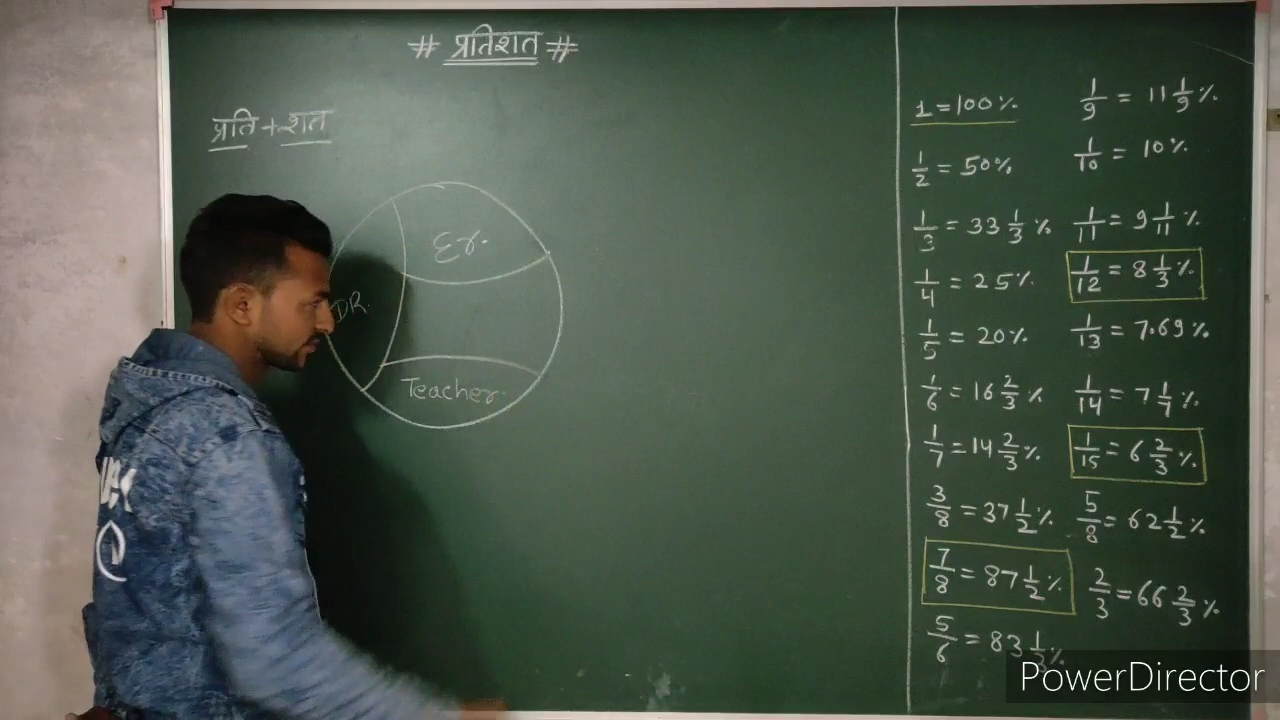 # प्रतिशत #
प्रति + शत
Er.
DR.
Teacher.
1 = 100%
1/2 = 50%
1/3 = 33 1/3 %
1/4 = 25%
1/5 = 20%
1/6 = 16 2/3 %
1/7 = 14 2/3 %
3/8 = 37 1/2 %
7/8 = 87 1/2 %
5/6 = 83 1/3 %
1/9 = 11 1/9 %
1/10 = 10%
1/11 = 9 1/11 %
1/12 = 8 1/3 %
1/13 = 7.69%
1/14 = 7 1/7 %
1/15 = 6 2/3 %
5/8 = 62 1/2 %
2/3 = 66 2/3 %
PowerDirector